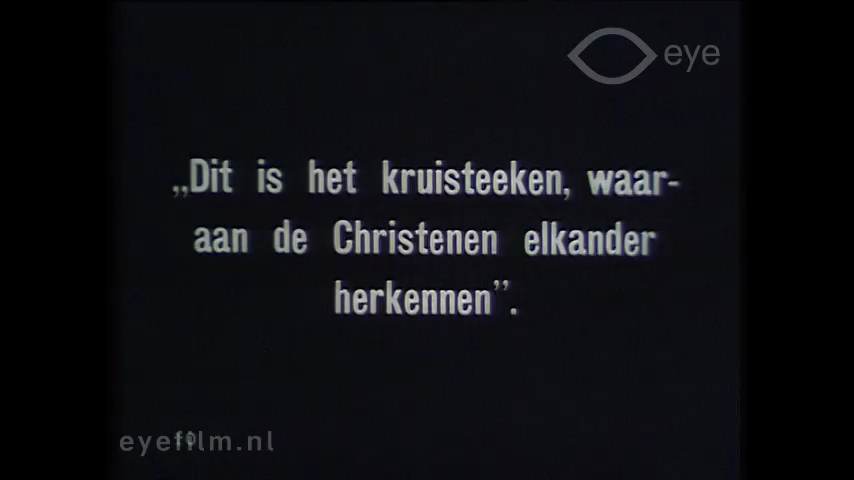 eye
„Dit is het kruisteeken, waar-
aan de Christenen elkander
herkennen”.
eyefilm.nl